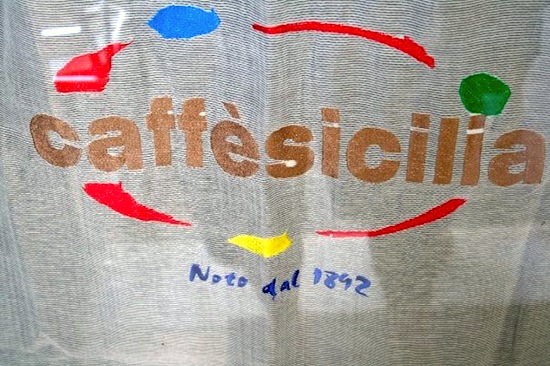 caffèsicilia
Noto dal 1892